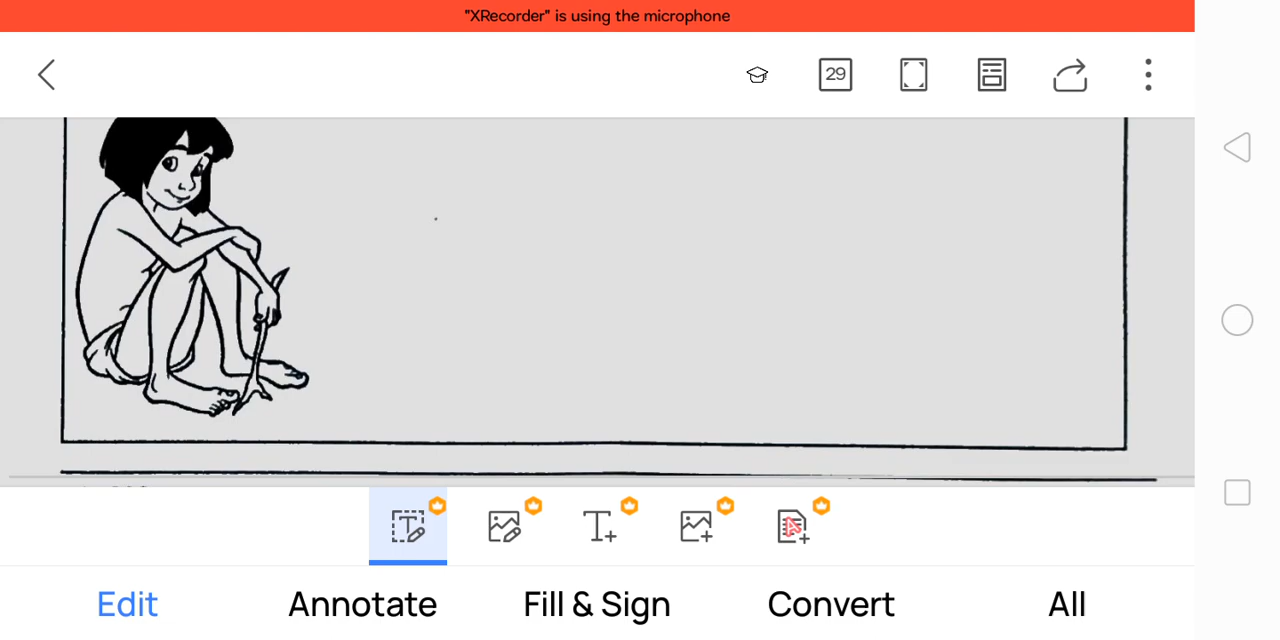 "XRecorder" is using the microphone
29
Edit Annotate Fill & Sign Convert All